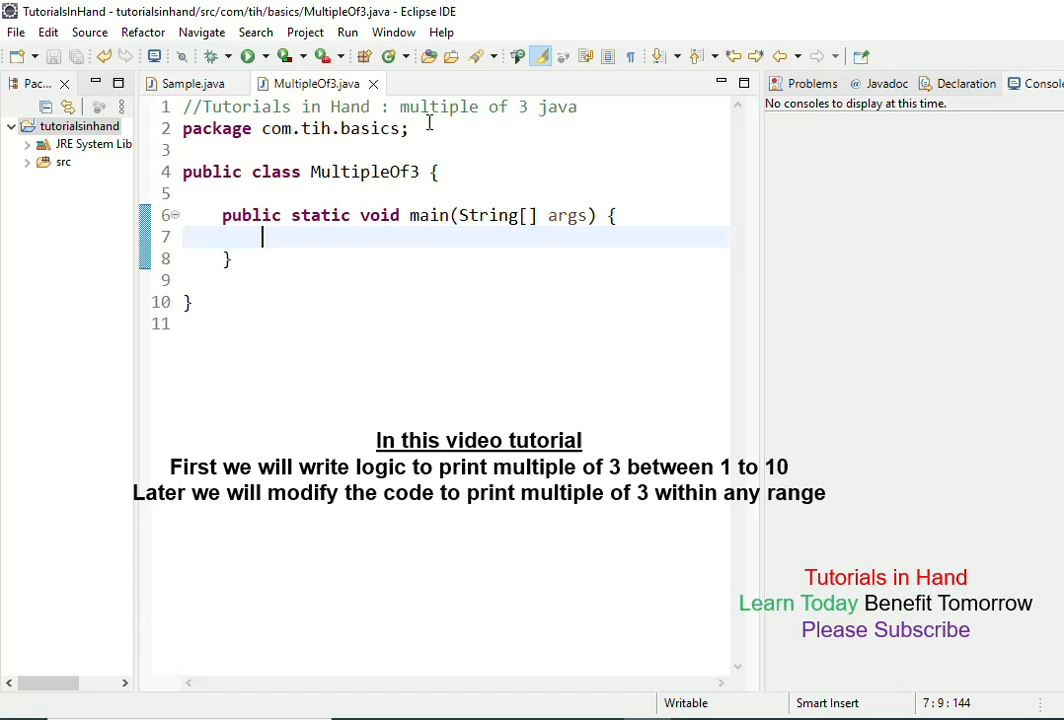 TutorialsInHand - tutorialsinhand/src/com/tih/basics/MultipleOf3.java - Eclipse IDE
File Edit Source Refactor Navigate Search Project Run Window Help
Pac... Sample.java MultipleOf3.java Problems @ Javadoc Declaration Conso
No consoles to display at this time.
tutorialsinhand
JRE System Lib
src
1 //Tutorials in Hand : multiple of 3 java
2 package com.tih.basics;
3
4 public class MultipleOf3 {
5
6 public static void main(String[] args) {
7
8 }
9
10 }
11
In this video tutorial
First we will write logic to print multiple of 3 between 1 to 10
Later we will modify the code to print multiple of 3 within any range
Tutorials in Hand
Learn Today Benefit Tomorrow
Please Subscribe
Writable Smart Insert 7 : 9 : 144